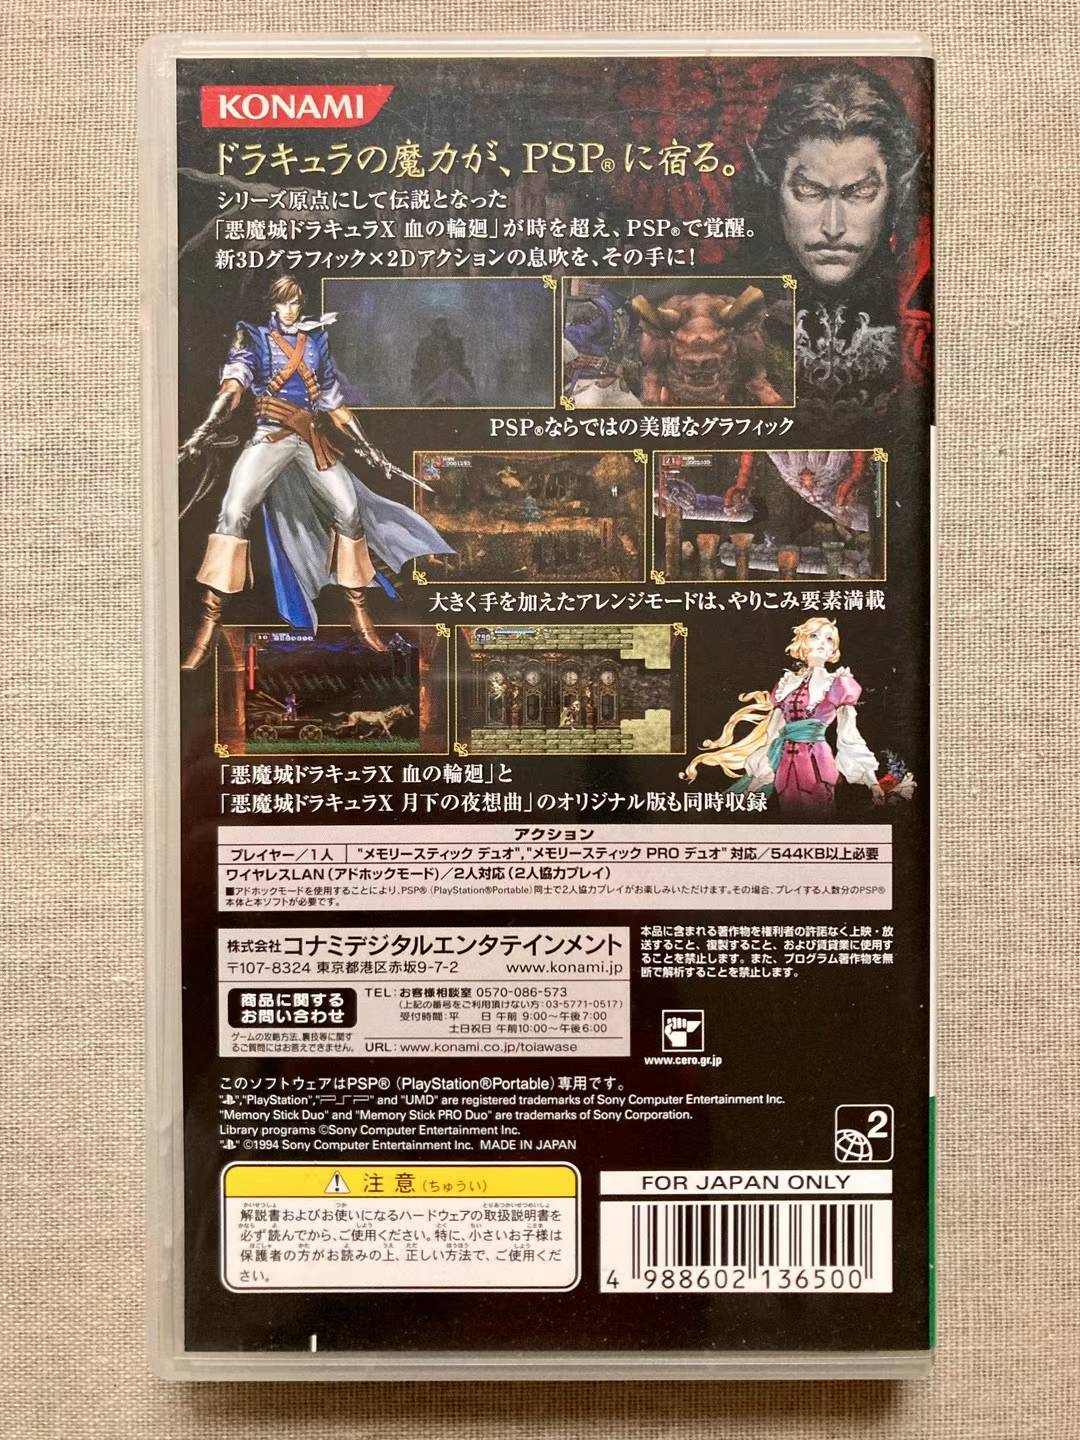 KONAMI
ドラキュラの魔力が、PSP®に宿る。
シリーズ原点にして伝説となった
「悪魔城ドラキュラX 血の輪廻」が時を超え、PSP®で覚醒。
新3Dグラフィック×2Dアクションの息吹を、その手に!
PSP®ならではの美麗なグラフィック
大きく手を加えたアレンジモードは、やりこみ要素満載
「悪魔城ドラキュラX 血の輪廻」と
「悪魔城ドラキュラX 月下の夜想曲」のオリジナル版も同時収録
アクション
プレイヤー/1人 "メモリースティック デュオ","メモリースティック PRO デュオ" 対応/544KB以上必要
ワイヤレスLAN(アドホックモード)/2人対応(2人協力プレイ)
■アドホックモードを使用することにより、PSP®(PlayStation®Portable)同士で2人協力プレイがお楽しみいただけます。その場合、プレイする人数分のPSP®
本体と本ソフトが必要です。
株式会社コナミデジタルエンタテインメント
〒107-8324 東京都港区赤坂9-7-2 www.konami.jp
商品に関する
お問い合わせ
ゲームの攻略方法、裏技等に関す
るご質問にはお答えできません。
TEL:お客様相談室 0570-086-573
(上記の番号をご利用頂けない方:03-5771-0517)
受付時間:平 日 午前 9:00〜午後7:00
土日祝日 午前10:00〜午後6:00
URL:www.konami.co.jp/toiawase
本品に含まれる著作物を権利者の許諾なく上映・放
送すること、複製すること、および賃貸業に使用す
ることを禁止します。また、プログラム著作物を無
断で解析することを禁止します。
www.cero.gr.jp
このソフトウェアはPSP®(PlayStation®Portable)専用です。
" ","PlayStation","PSP" and "UMD" are registered trademarks of Sony Computer Entertainment Inc.
"Memory Stick Duo" and "Memory Stick PRO Duo" are trademarks of Sony Corporation.
Library programs ©Sony Computer Entertainment Inc.
" " ©1994 Sony Computer Entertainment Inc. MADE IN JAPAN
2
注意(ちゅうい)
解説書およびお使いになるハードウェアの取扱説明書を
必ず読んでから、ご使用ください。特に、小さいお子様は
保護者の方がお読みの上、正しい方法で、ご使用くだ
さい。
FOR JAPAN ONLY
4 988602 136500